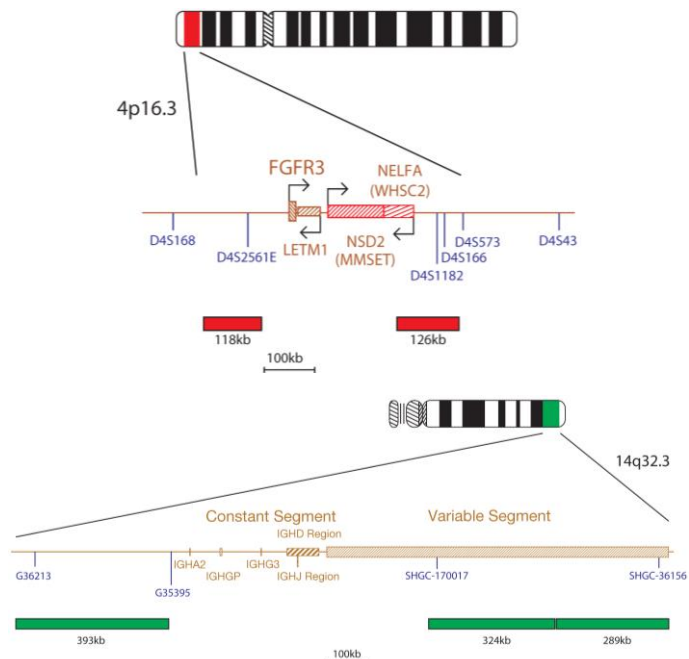 4p16.3
FGFR3
NELFA
(WHSC2)
D4S168
D4S2561E
LETM1
NSD2
(MMSET)
D4S1182
D4S166
D4S573
D4S43
118kb
126kb
100kb
14q32.3
Constant Segment
Variable Segment
IGHD Region
G36213
G35395
IGHA2
IGHGP
IGHG3
IGHJ Region
SHGC-170017
SHGC-36156
393kb
324kb
289kb
100kb